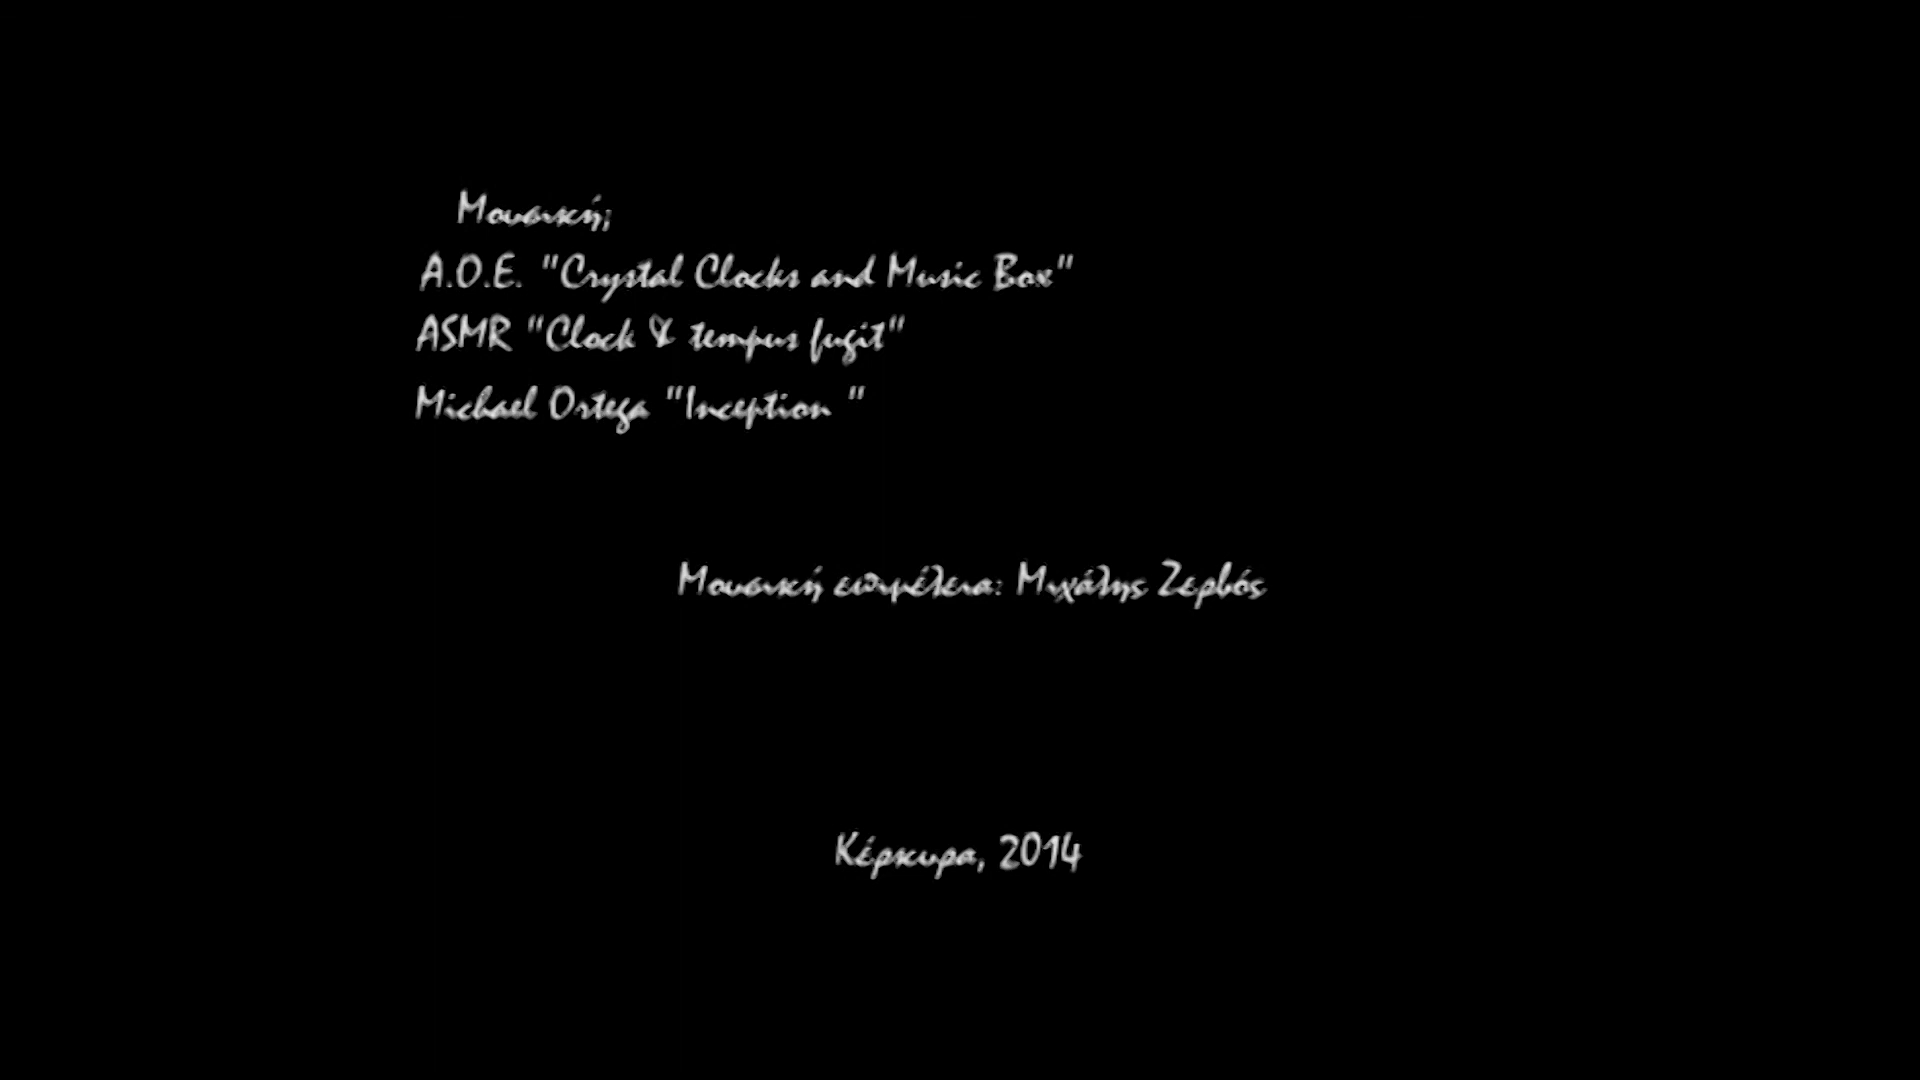 Μουσική;
A.O.E. "Crystal Clocks and Music Box"
ASMR "Clock & tempus fugit"
Michael Ortega "Inception "
Μουσική επιμέλεια: Μιχάλης Ζερβός
Κέρκυρα, 2014